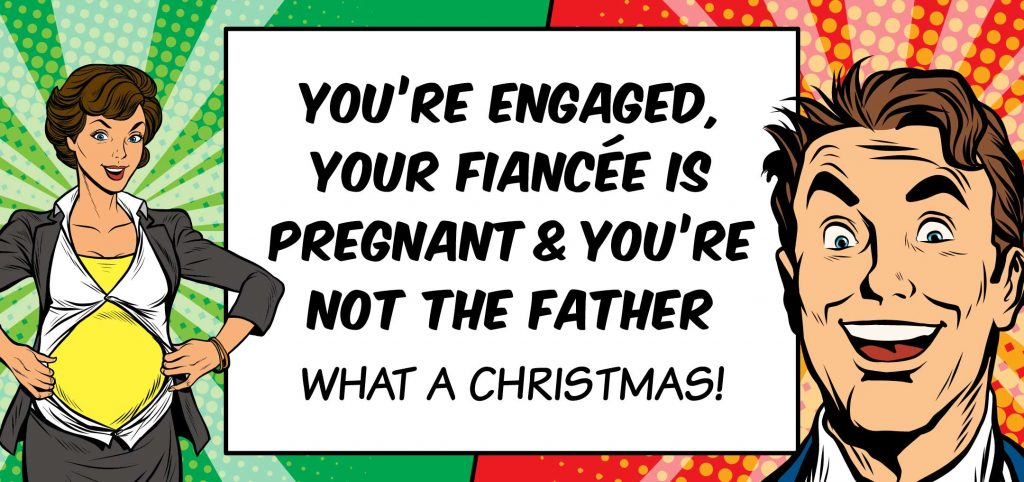 YOU'RE ENGAGED,
YOUR FIANCÉE IS
PREGNANT & YOU'RE
NOT THE FATHER
WHAT A CHRISTMAS!